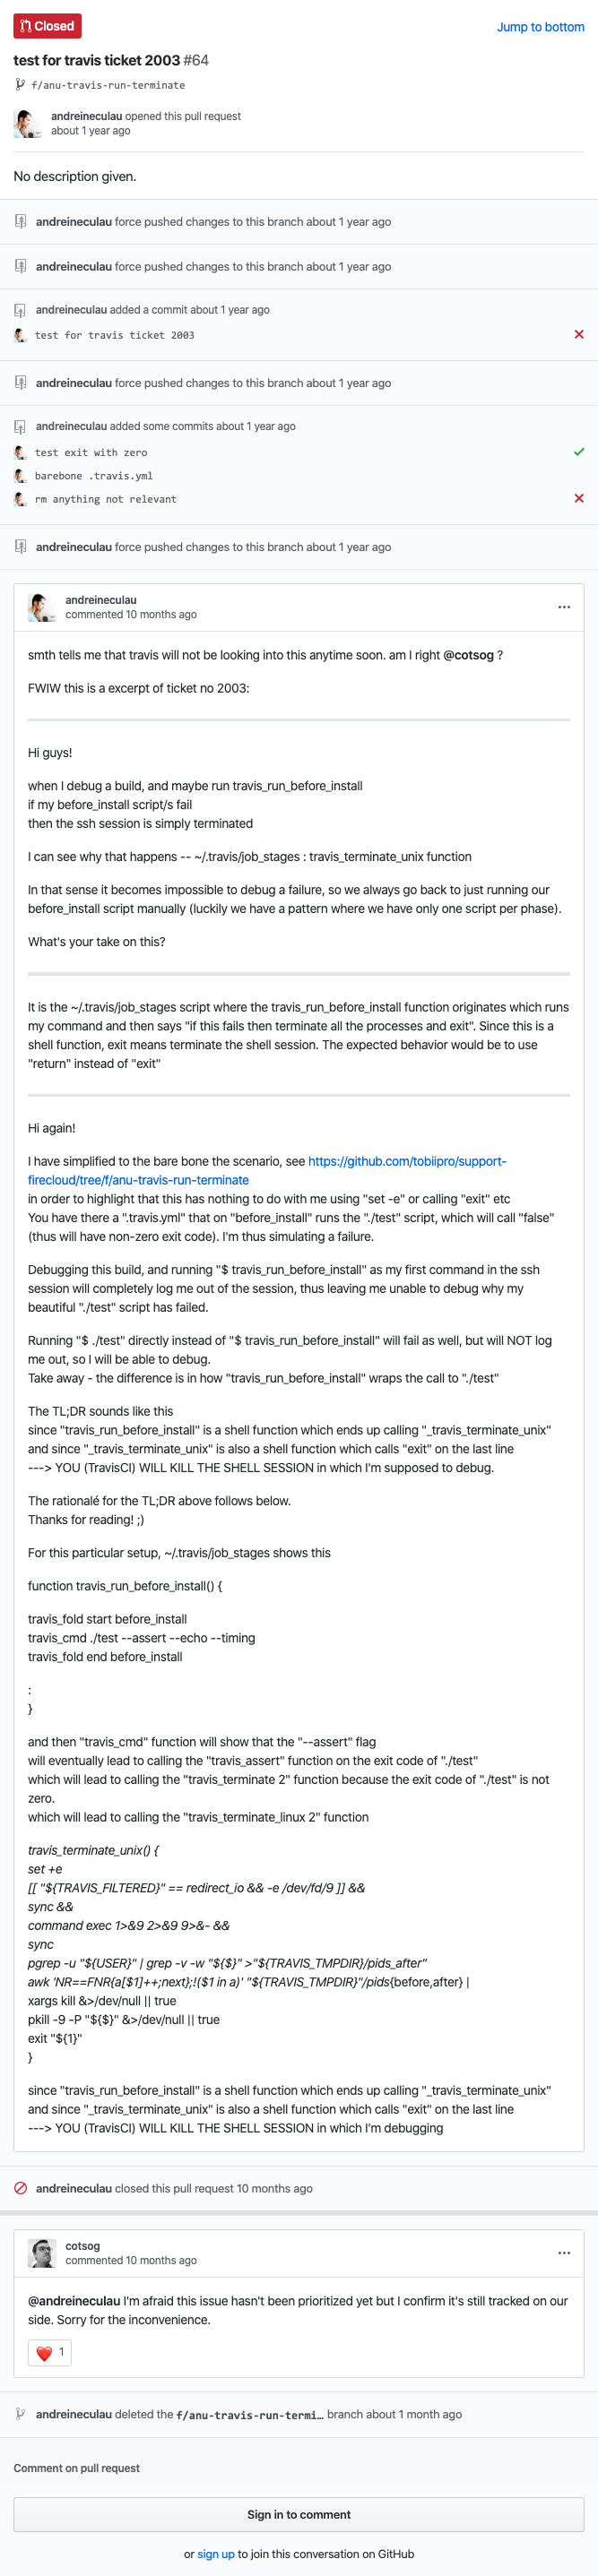 Closed
Jump to bottom
test for travis ticket 2003 #64
f/anu-travis-run-terminate
andreineculau opened this pull request
about 1 year ago
No description given.
andreineculau force pushed changes to this branch about 1 year ago
andreineculau force pushed changes to this branch about 1 year ago
andreineculau added a commit about 1 year ago
test for travis ticket 2003
andreineculau force pushed changes to this branch about 1 year ago
andreineculau added some commits about 1 year ago
test exit with zero
barebone .travis.yml
rm anything not relevant
andreineculau force pushed changes to this branch about 1 year ago
andreineculau
commented 10 months ago
smth tells me that travis will not be looking into this anytime soon. am I right @cotsog ?
FWIW this is a excerpt of ticket no 2003:
Hi guys!
when I debug a build, and maybe run travis_run_before_install
if my before_install script/s fail
then the ssh session is simply terminated
I can see why that happens -- ~/.travis/job_stages : travis_terminate_unix function
In that sense it becomes impossible to debug a failure, so we always go back to just running our
before_install script manually (luckily we have a pattern where we have only one script per phase).
What's your take on this?
It is the ~/.travis/job_stages script where the travis_run_before_install function originates which runs
my command and then says "if this fails then terminate all the processes and exit". Since this is a
shell function, exit means terminate the shell session. The expected behavior would be to use
"return" instead of "exit"
Hi again!
I have simplified to the bare bone the scenario, see https://github.com/tobiipro/support-
firecloud/tree/f/anu-travis-run-terminate
in order to highlight that this has nothing to do with me using "set -e" or calling "exit" etc
You have there a ".travis.yml" that on "before_install" runs the "./test" script, which will call "false"
(thus will have non-zero exit code). I'm thus simulating a failure.
Debugging this build, and running "$ travis_run_before_install" as my first command in the ssh
session will completely log me out of the session, thus leaving me unable to debug why my
beautiful "./test" script has failed.
Running "$ ./test" directly instead of "$ travis_run_before_install" will fail as well, but will NOT log
me out, so I will be able to debug.
Take away - the difference is in how "travis_run_before_install" wraps the call to "./test"
The TL;DR sounds like this
since "travis_run_before_install" is a shell function which ends up calling "_travis_terminate_unix"
and since "_travis_terminate_unix" is also a shell function which calls "exit" on the last line
---> YOU (TravisCI) WILL KILL THE SHELL SESSION in which I'm supposed to debug.
The rationalé for the TL;DR above follows below.
Thanks for reading! ;)
For this particular setup, ~/.travis/job_stages shows this
function travis_run_before_install() {
travis_fold start before_install
travis_cmd ./test --assert --echo --timing
travis_fold end before_install
:
}
and then "travis_cmd" function will show that the "--assert" flag
will eventually lead to calling the "travis_assert" function on the exit code of "./test"
which will lead to calling the "travis_terminate 2" function because the exit code of "./test" is not
zero.
which will lead to calling the "travis_terminate_linux 2" function
travis_terminate_unix() {
set +e
[[ "${TRAVIS_FILTERED}" == redirect_io && -e /dev/fd/9 ]] &&
sync &&
command exec 1>&9 2>&9 9>&- &&
sync
pgrep -u "${USER}" | grep -v -w "${$}" >"${TRAVIS_TMPDIR}/pids_after"
awk 'NR==FNR{a[$1]++;next};!($1 in a)' "${TRAVIS_TMPDIR}"/pids{before,after} |
xargs kill &>/dev/null || true
pkill -9 -P "${$}" &>/dev/null || true
exit "${1}"
}
since "travis_run_before_install" is a shell function which ends up calling "_travis_terminate_unix"
and since "_travis_terminate_unix" is also a shell function which calls "exit" on the last line
---> YOU (TravisCI) WILL KILL THE SHELL SESSION in which I'm debugging
andreineculau closed this pull request 10 months ago
cotsog
commented 10 months ago
@andreineculau I'm afraid this issue hasn't been prioritized yet but I confirm it's still tracked on our
side. Sorry for the inconvenience.
1
andreineculau deleted the f/anu-travis-run-termi… branch about 1 month ago
Comment on pull request
Sign in to comment
or sign up to join this conversation on GitHub